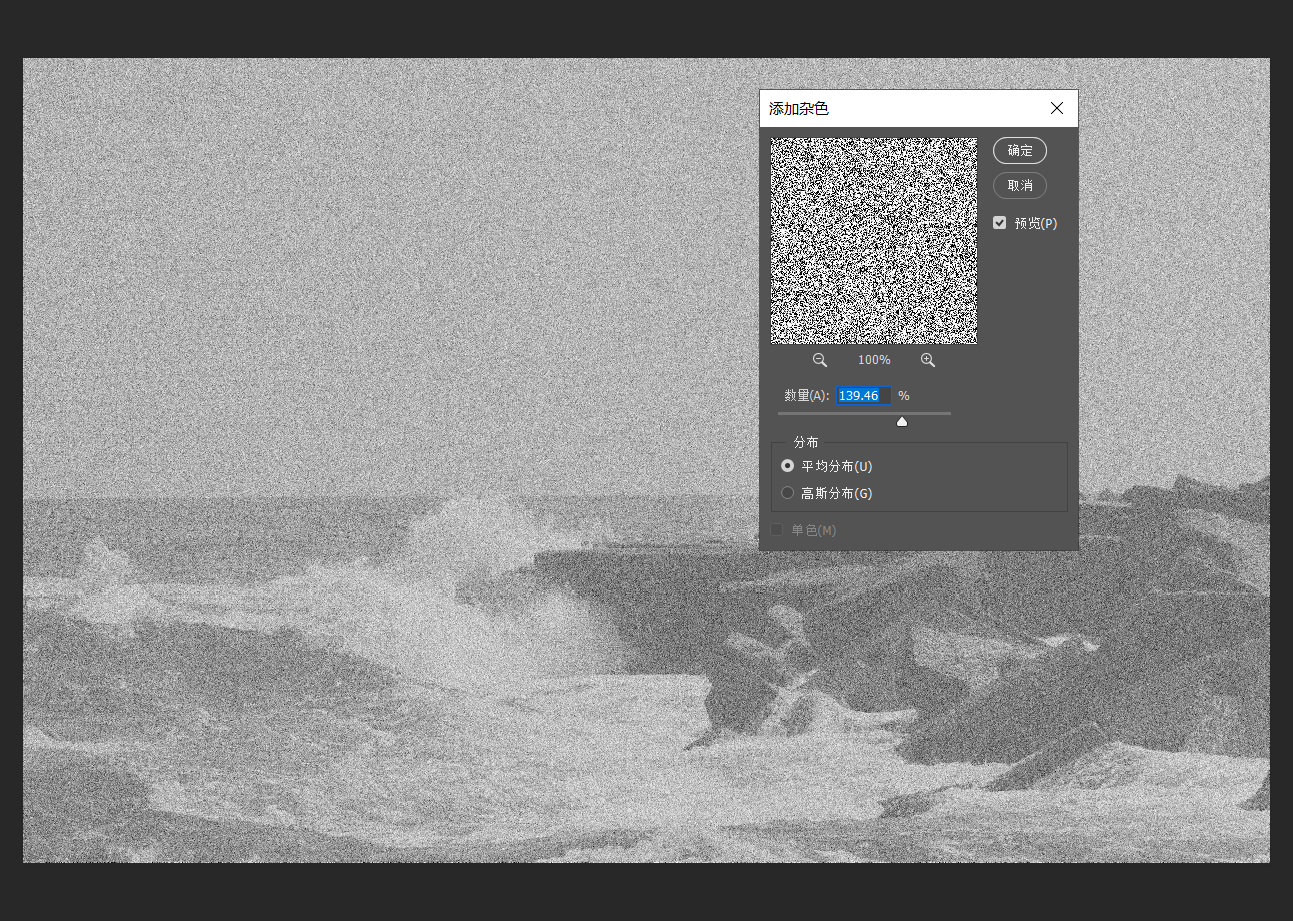 添加杂色
确定
取消
预览(P)
100%
数量(A): 139.46 %
分布
平均分布(U)
高斯分布(G)
单色(M)